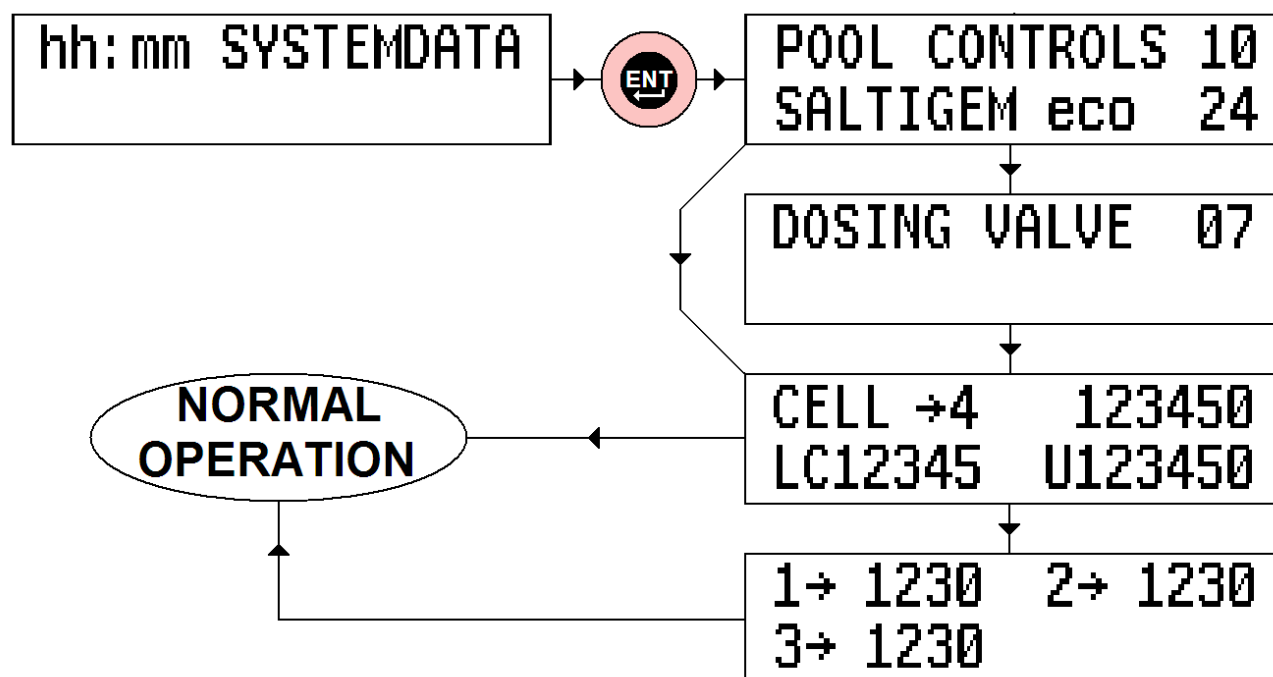 hh:mm SYSTEMDATA
ENT
POOL CONTROLS 10
SALTIGEM eco 24
DOSING VALVE 07
CELL →4 123450
LC12345 U123450
NORMAL
OPERATION
1→ 1230 2→ 1230
3→ 1230